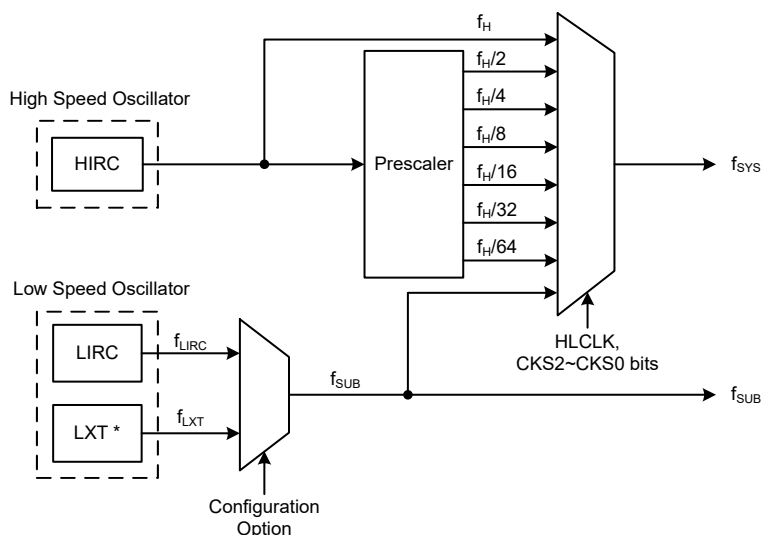 f_H
f_H/2
f_H/4
f_H/8
f_H/16
f_H/32
f_H/64
High Speed Oscillator
HIRC
Prescaler
f_SYS
HLCLK,
CKS2~CKS0 bits
Low Speed Oscillator
LIRC
f_LIRC
LXT *
f_LXT
f_SUB
f_SUB
Configuration
Option